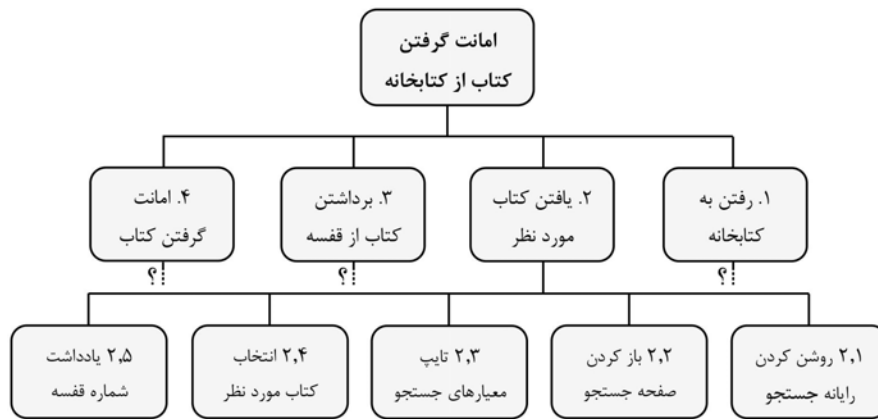 امانت گرفتن
کتاب از کتابخانه
۱. رفتن به
کتابخانه
۲. یافتن کتاب
مورد نظر
۳. برداشتن
کتاب از قفسه
۴. امانت
گرفتن کتاب
؟
؟
؟
۲,۱ روشن کردن
رایانه جستجو
۲,۲ باز کردن
صفحه جستجو
۲,۳ تایپ
معیارهای جستجو
۲,۴ انتخاب
کتاب مورد نظر
۲,۵ یادداشت
شماره قفسه